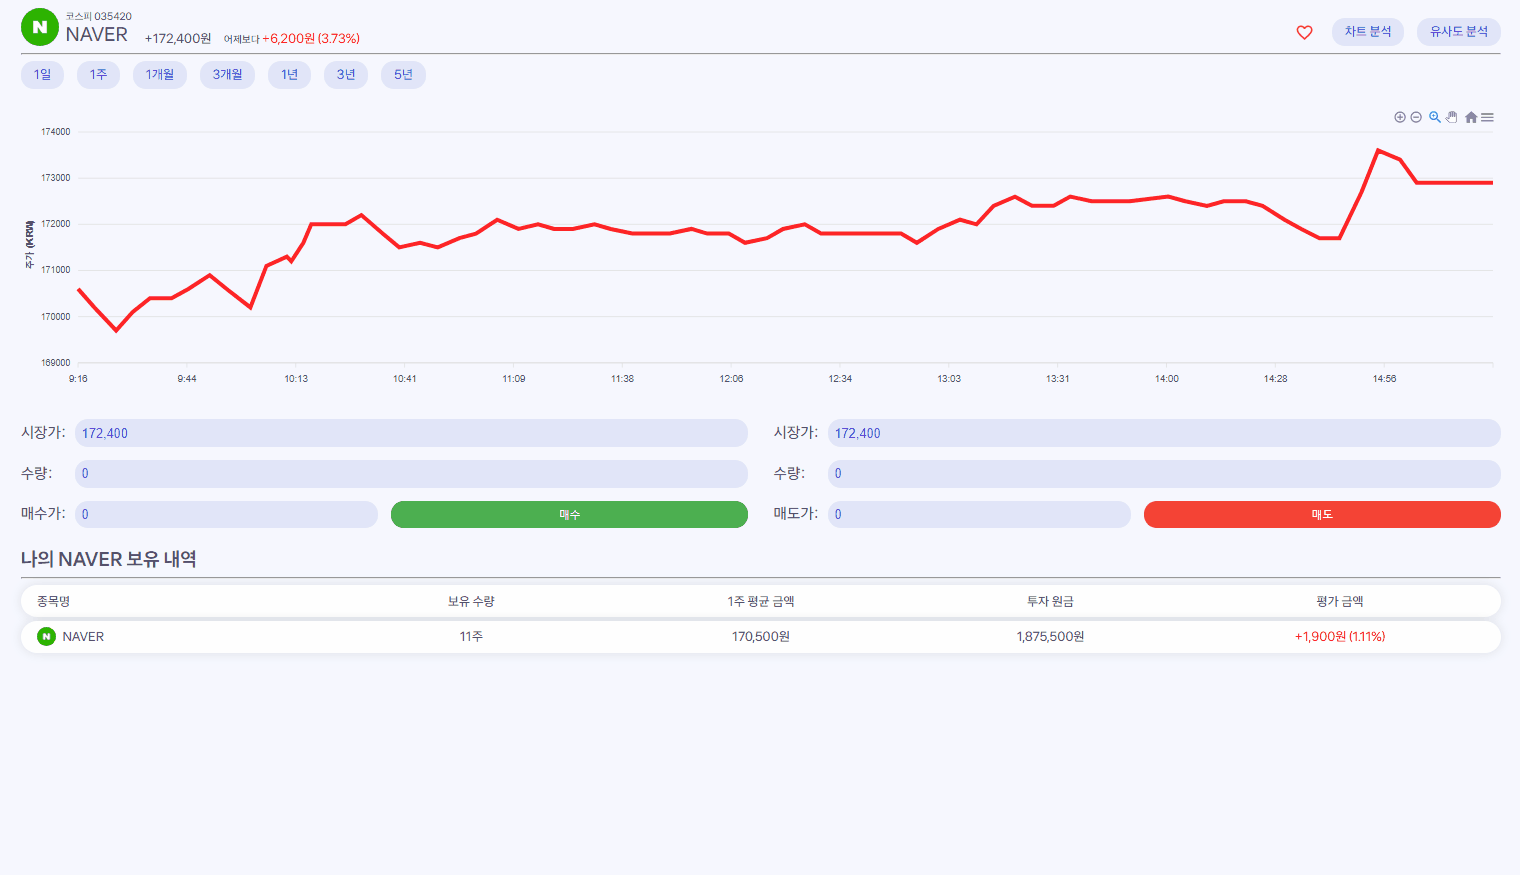 코스피 035420
N NAVER +172,400원 어제보다 +6,200원 (3.73%) 차트 분석 유사도 분석
1일 1주 1개월 3개월 1년 3년 5년
주가 (KRW)
174000
173000
172000
171000
170000
169000
9:16 9:44 10:13 10:41 11:09 11:38 12:06 12:34 13:03 13:31 14:00 14:28 14:56
시장가: 172,400 시장가: 172,400
수량: 0 수량: 0
매수가: 0 매수 매도가: 0 매도
나의 NAVER 보유 내역
종목명 보유 수량 1주 평균 금액 투자 원금 평가 금액
N NAVER 11주 170,500원 1,875,500원 +1,900원 (1.11%)